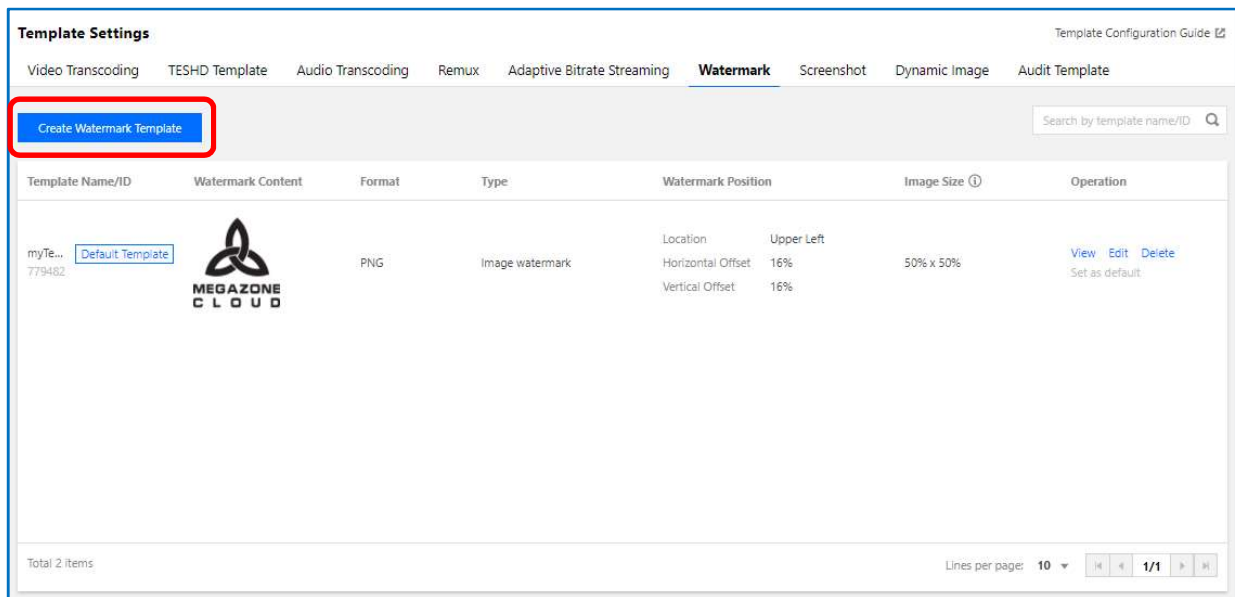 Template Settings
Template Configuration Guide
Video Transcoding TESHD Template Audio Transcoding Remux Adaptive Bitrate Streaming Watermark Screenshot Dynamic Image Audit Template
Create Watermark Template
Search by template name/ID
Template Name/ID Watermark Content Format Type Watermark Position Image Size Operation
myTe... Default Template
779482
MEGAZONE
CLOUD
PNG
Image watermark
Location Upper Left
Horizontal Offset 16%
Vertical Offset 16%
50% x 50%
View Edit Delete
Set as default
Total 2 items
Lines per page: 10 1/1